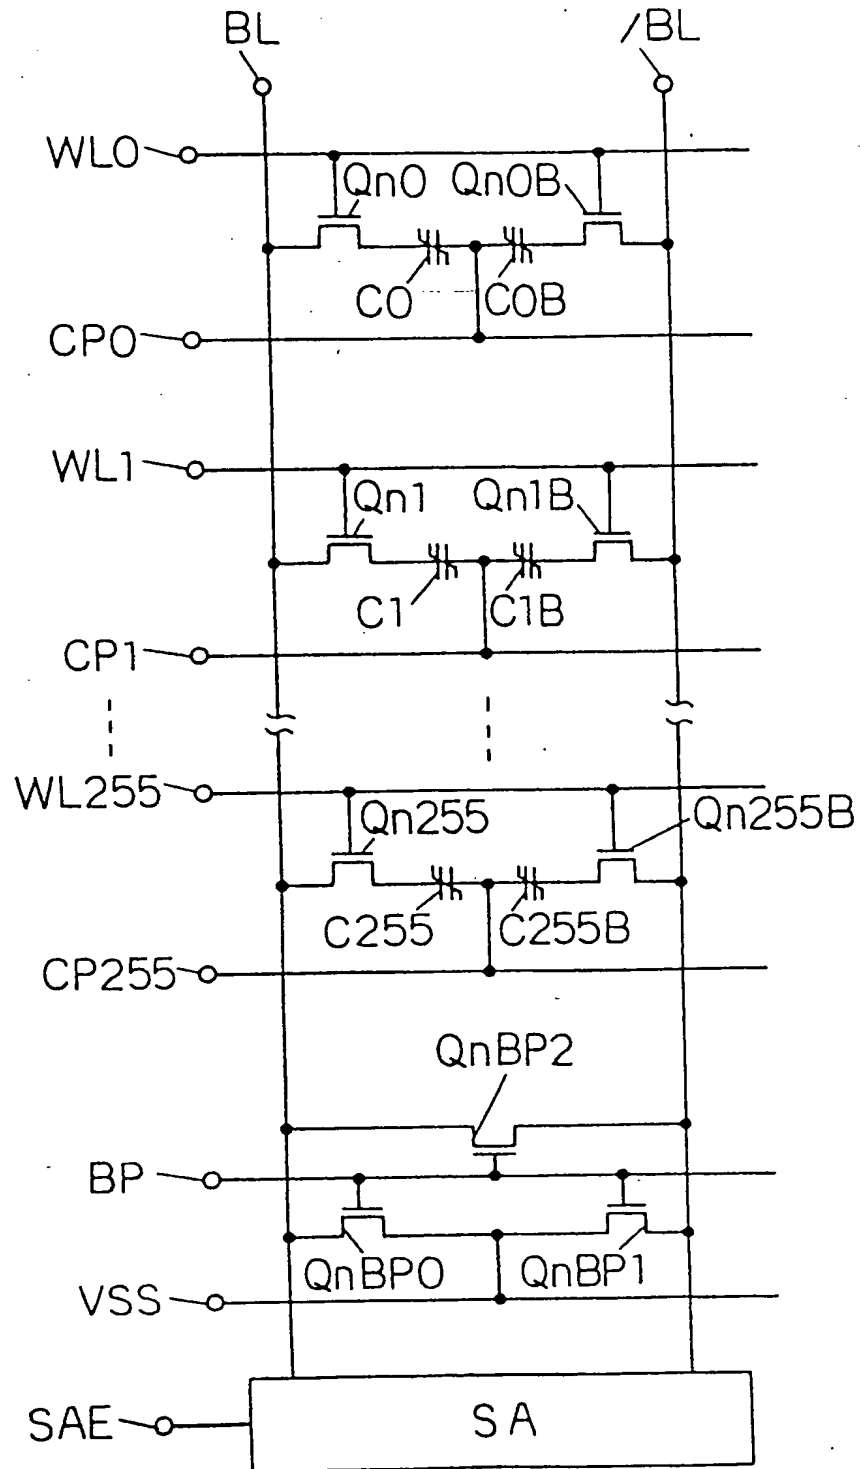 BL /BL
WL0
Qn0 Qn0B
C0 C0B
CP0
WL1
Qn1 Qn1B
C1 C1B
CP1
WL255
Qn255 Qn255B
C255 C255B
CP255
QnBP2
BP
QnBP0 QnBP1
VSS
SAE SA